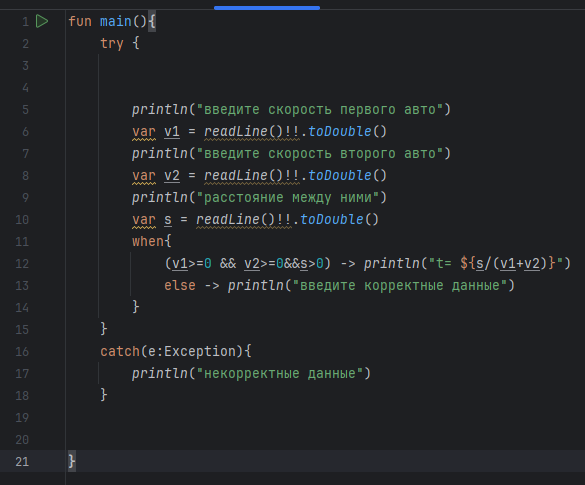 1 fun main(){
2 try {
3
4
5 println("введите скорость первого авто")
6 var v1 = readLine()!!.toDouble()
7 println("введите скорость второго авто")
8 var v2 = readLine()!!.toDouble()
9 println("расстояние между ними")
10 var s = readLine()!!.toDouble()
11 when{
12 (v1>=0 && v2>=0&&s>0) -> println("t= ${s/(v1+v2)}")
13 else -> println("введите корректные данные")
14 }
15 }
16 catch(e:Exception){
17 println("некорректные данные")
18 }
19
20
21 }